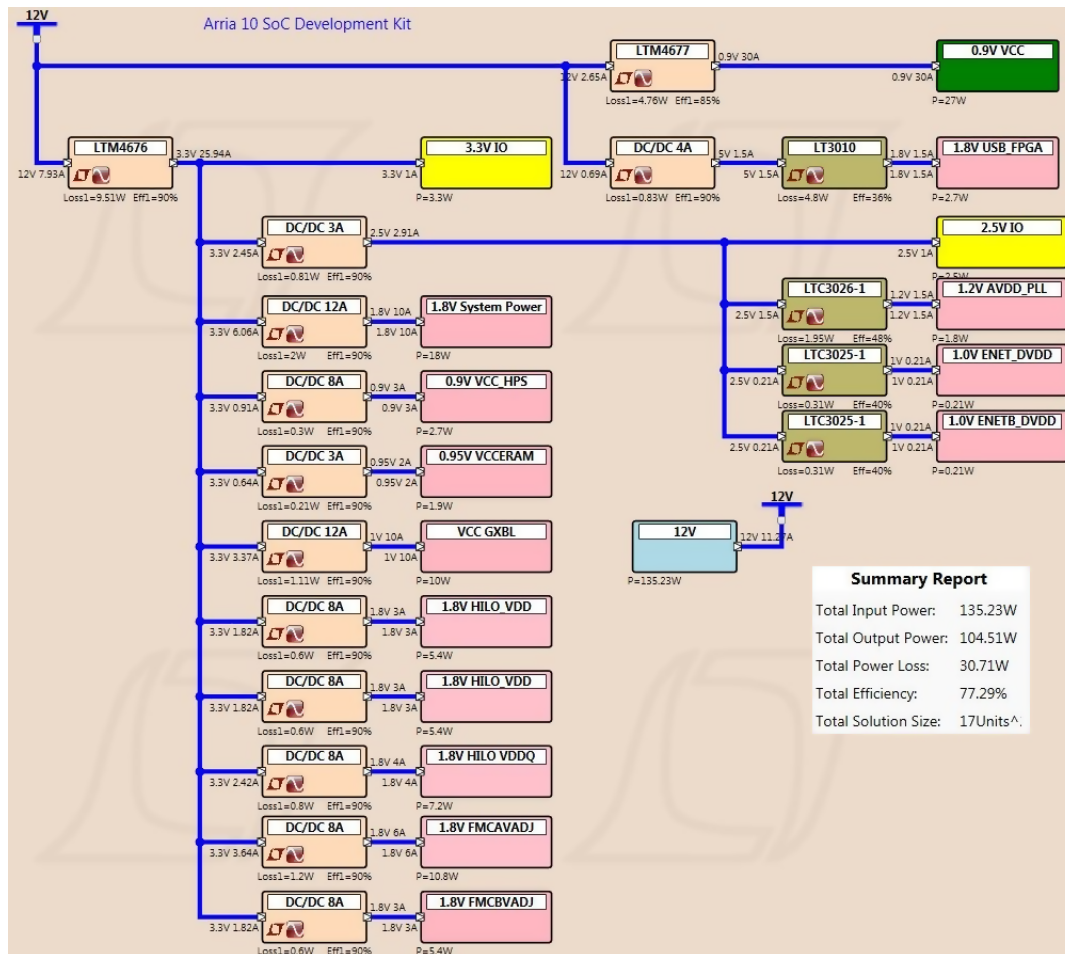 12V
Arria 10 SoC Development Kit
LTM4677
12V 2.65A
0.9V 30A
Loss1=4.76W Eff1=85%
0.9V VCC
0.9V 30A
P=27W
LTM4676
12V 7.93A
3.3V 25.94A
Loss1=9.51W Eff1=90%
3.3V IO
3.3V 1A
P=3.3W
DC/DC 4A
12V 0.69A
5V 1.5A
Loss1=0.83W Eff1=90%
LT3010
5V 1.5A
1.8V 1.5A
Loss=4.8W Eff=36%
1.8V USB_FPGA
1.8V 1.5A
P=2.7W
DC/DC 3A
3.3V 2.45A
2.5V 2.91A
Loss1=0.81W Eff1=90%
2.5V IO
2.5V 1A
P=2.5W
LTC3026-1
2.5V 1.5A
1.2V 1.5A
Loss=1.95W Eff=48%
1.2V AVDD_PLL
1.2V 1.5A
P=1.8W
LTC3025-1
2.5V 0.21A
1V 0.21A
Loss=0.31W Eff=40%
1.0V ENET_DVDD
1V 0.21A
P=0.21W
LTC3025-1
2.5V 0.21A
1V 0.21A
Loss=0.31W Eff=40%
1.0V ENETB_DVDD
1V 0.21A
P=0.21W
DC/DC 12A
3.3V 6.06A
1.8V 10A
Loss1=2W Eff1=90%
1.8V System Power
1.8V 10A
P=18W
DC/DC 8A
3.3V 0.91A
0.9V 3A
Loss1=0.3W Eff1=90%
0.9V VCC_HPS
0.9V 3A
P=2.7W
DC/DC 3A
3.3V 0.64A
0.95V 2A
Loss1=0.21W Eff1=90%
0.95V VCCERAM
0.95V 2A
P=1.9W
DC/DC 12A
3.3V 3.37A
1V 10A
Loss1=1.11W Eff1=90%
VCC GXBL
1V 10A
P=10W
DC/DC 8A
3.3V 1.82A
1.8V 3A
Loss1=0.6W Eff1=90%
1.8V HILO_VDD
1.8V 3A
P=5.4W
DC/DC 8A
3.3V 1.82A
1.8V 3A
Loss1=0.6W Eff1=90%
1.8V HILO_VDD
1.8V 3A
P=5.4W
DC/DC 8A
3.3V 2.42A
1.8V 4A
Loss1=0.8W Eff1=90%
1.8V HILO VDDQ
1.8V 4A
P=7.2W
DC/DC 8A
3.3V 3.64A
1.8V 6A
Loss1=1.2W Eff1=90%
1.8V FMCAVADJ
1.8V 6A
P=10.8W
DC/DC 8A
3.3V 1.82A
1.8V 3A
Loss1=0.6W Eff1=90%
1.8V FMCBVADJ
1.8V 3A
P=5.4W
12V
12V
12V 11.27A
P=135.23W
Summary Report
Total Input Power: 135.23W
Total Output Power: 104.51W
Total Power Loss: 30.71W
Total Efficiency: 77.29%
Total Solution Size: 17Units^.